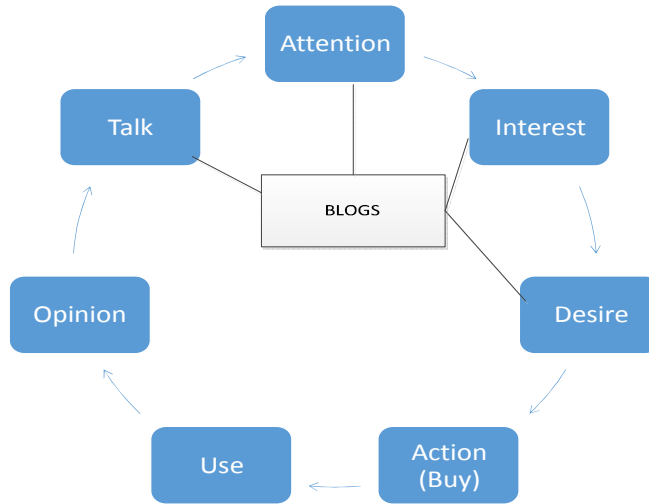 Attention
Talk
Interest
BLOGS
Opinion
Desire
Use
Action
(Buy)